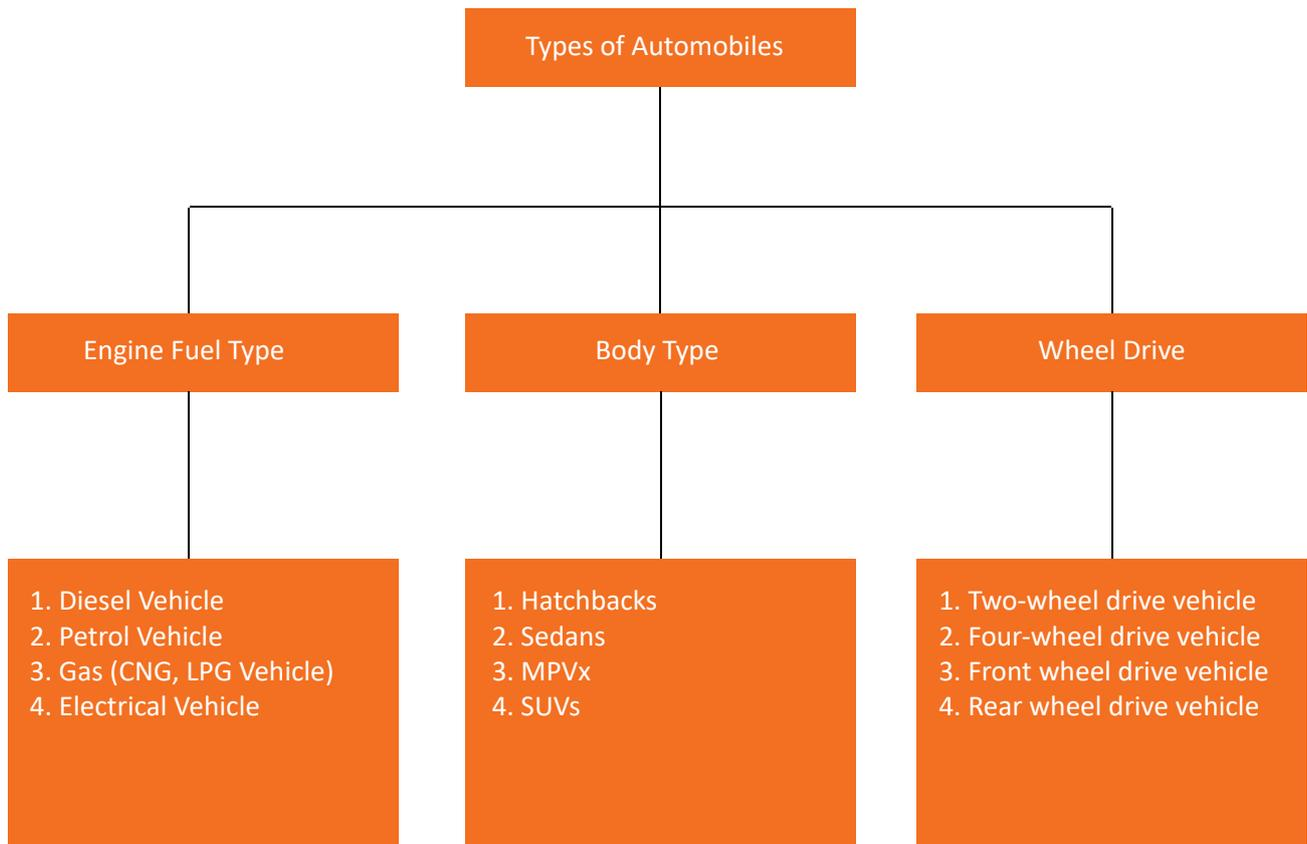 Types of Automobiles
Engine Fuel Type
Body Type
Wheel Drive
1. Diesel Vehicle
2. Petrol Vehicle
3. Gas (CNG, LPG Vehicle)
4. Electrical Vehicle
1. Hatchbacks
2. Sedans
3. MPVx
4. SUVs
1. Two-wheel drive vehicle
2. Four-wheel drive vehicle
3. Front wheel drive vehicle
4. Rear wheel drive vehicle